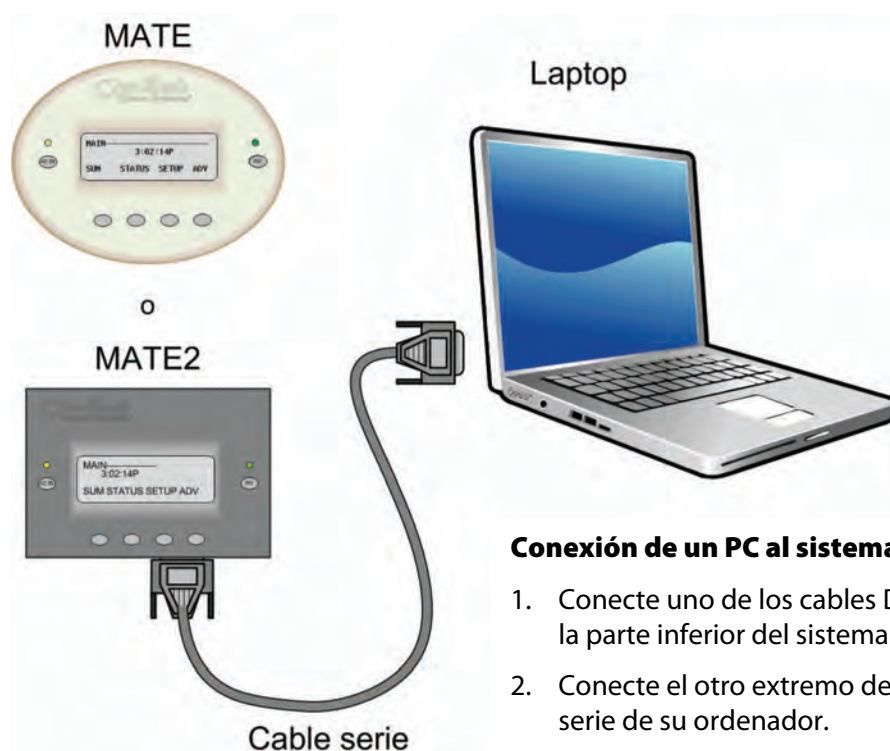 MATE
Laptop
MAIN
3:02:14P
SUM STATUS SETUP ADV
o
MATE2
MAIN
3:02:14P
SUM STATUS SETUP ADV
Conexión de un PC al sistema
1. Conecte uno de los cables
la parte inferior del sistema
2. Conecte el otro extremo de
serie de su ordenador.
Cable serie